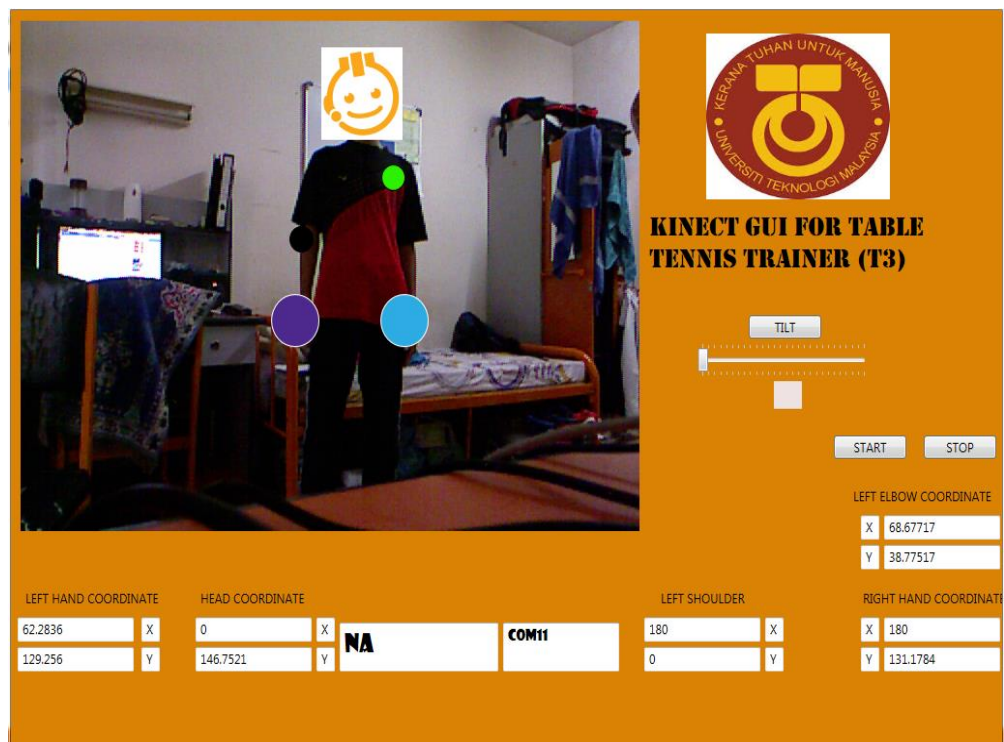 KERANA TUHAN UNTUK MANUSIA
UNIVERSITI TEKNOLOGI MALAYSIA
KINECT GUI FOR TABLE
TENNIS TRAINER (T3)
TILT
START
STOP
LEFT ELBOW COORDINATE
X 68.67717
Y 38.77517
LEFT HAND COORDINATE
62.2836 X
129.256 Y
HEAD COORDINATE
0 X
146.7521 Y
NA
COM11
LEFT SHOULDER
180 X
0 Y
RIGHT HAND COORDINATE
X 180
Y 131.1784